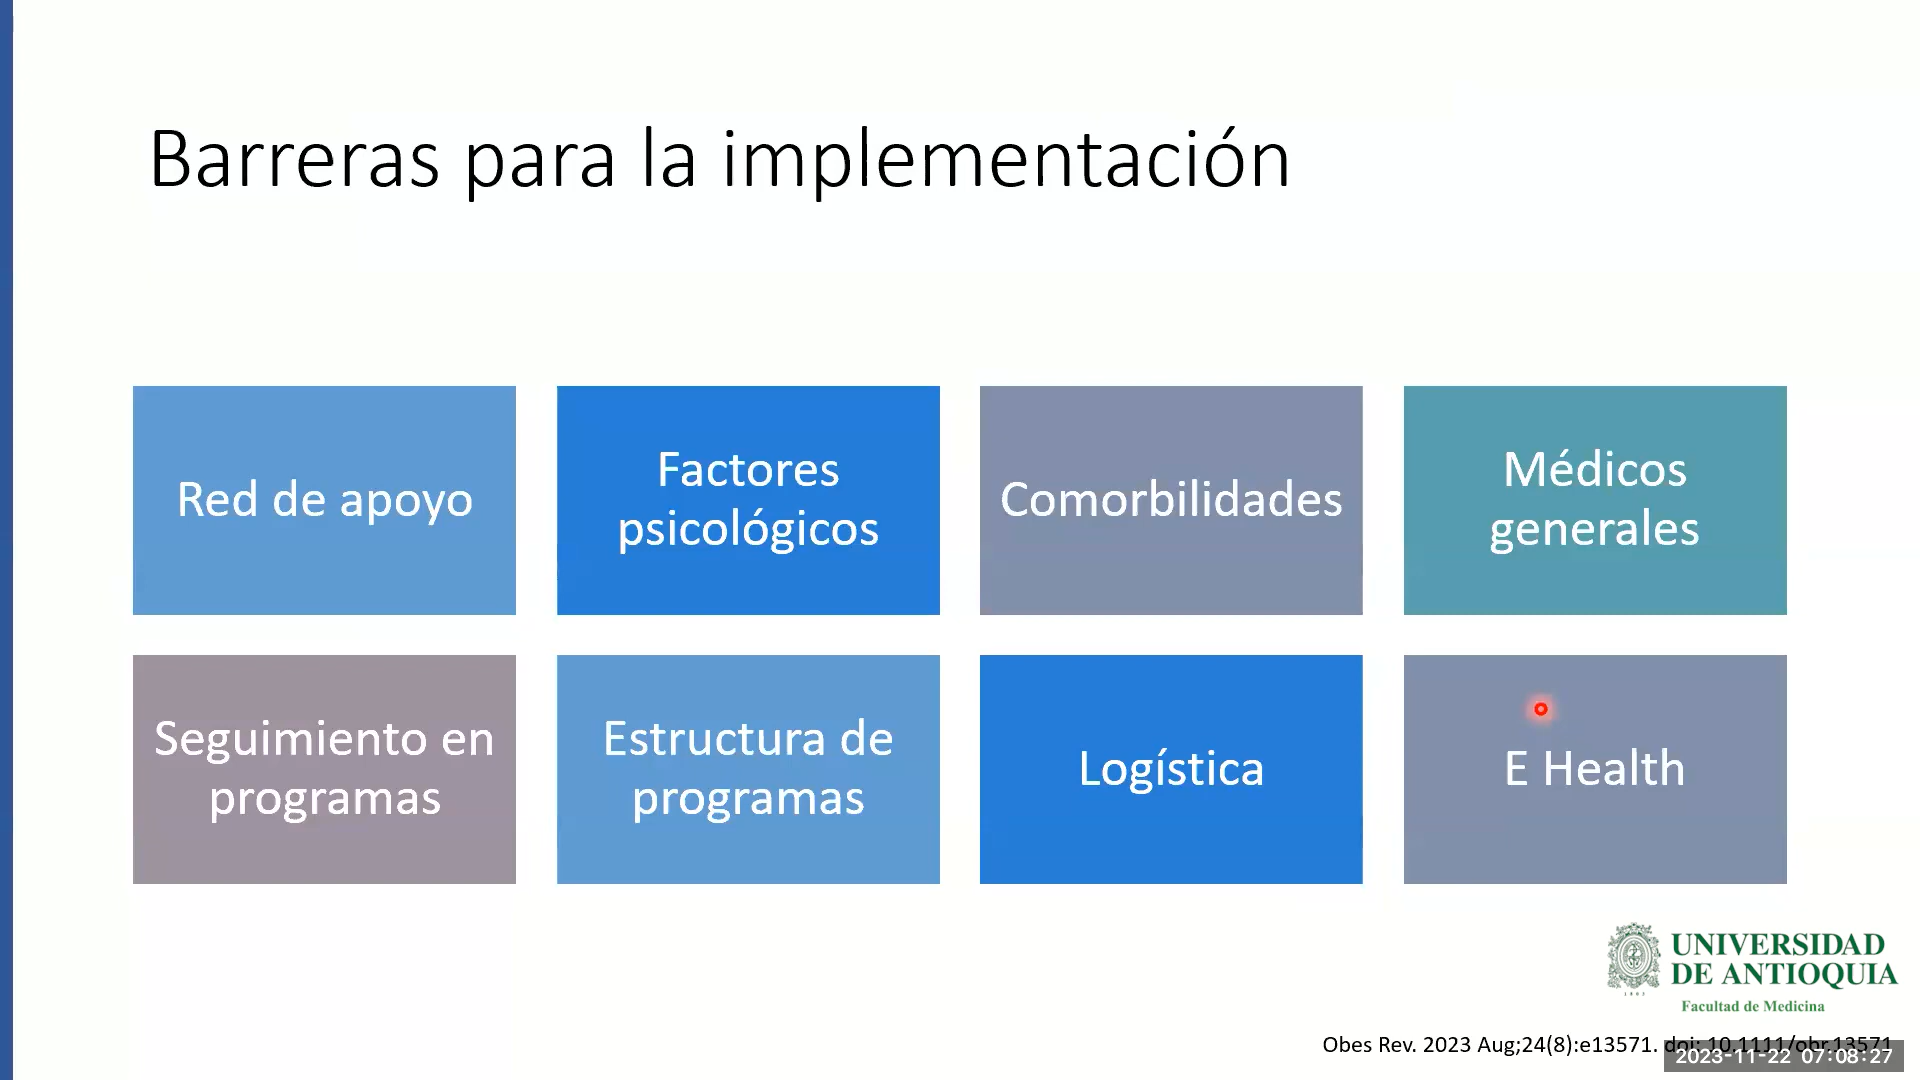 Barreras para la implementación
Red de apoyo
Factores
psicológicos
Comorbilidades
Médicos
generales
Seguimiento en
programas
Estructura de
programas
Logística
E Health
UNIVERSIDAD
DE ANTIOQUIA
1803
Facultad de Medicina
Obes Rev. 2023 Aug;24(8):e13571. doi: 10.1111/obr.13571
2023-11-22 07:08:27